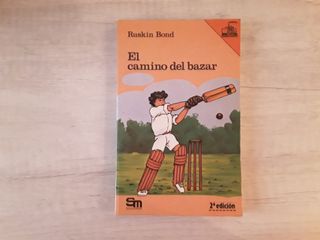 Ruskin Bond
El
camino del bazar
sm
2ª edición